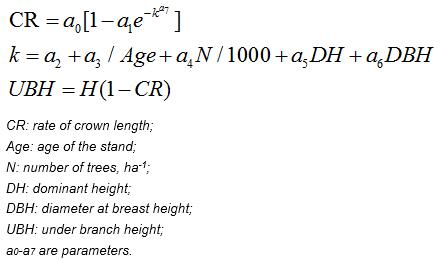 CR = a₀[1−a₁e^{−k^{a₇}}]
k = a₂ + a₃ / Age + a₄N / 1000 + a₅DH + a₆DBH
UBH = H(1−CR)
CR: rate of crown length;
Age: age of the stand;
N: number of trees, ha⁻¹;
DH: dominant height;
DBH: diameter at breast height;
UBH: under branch height;
a0-a7 are parameters.